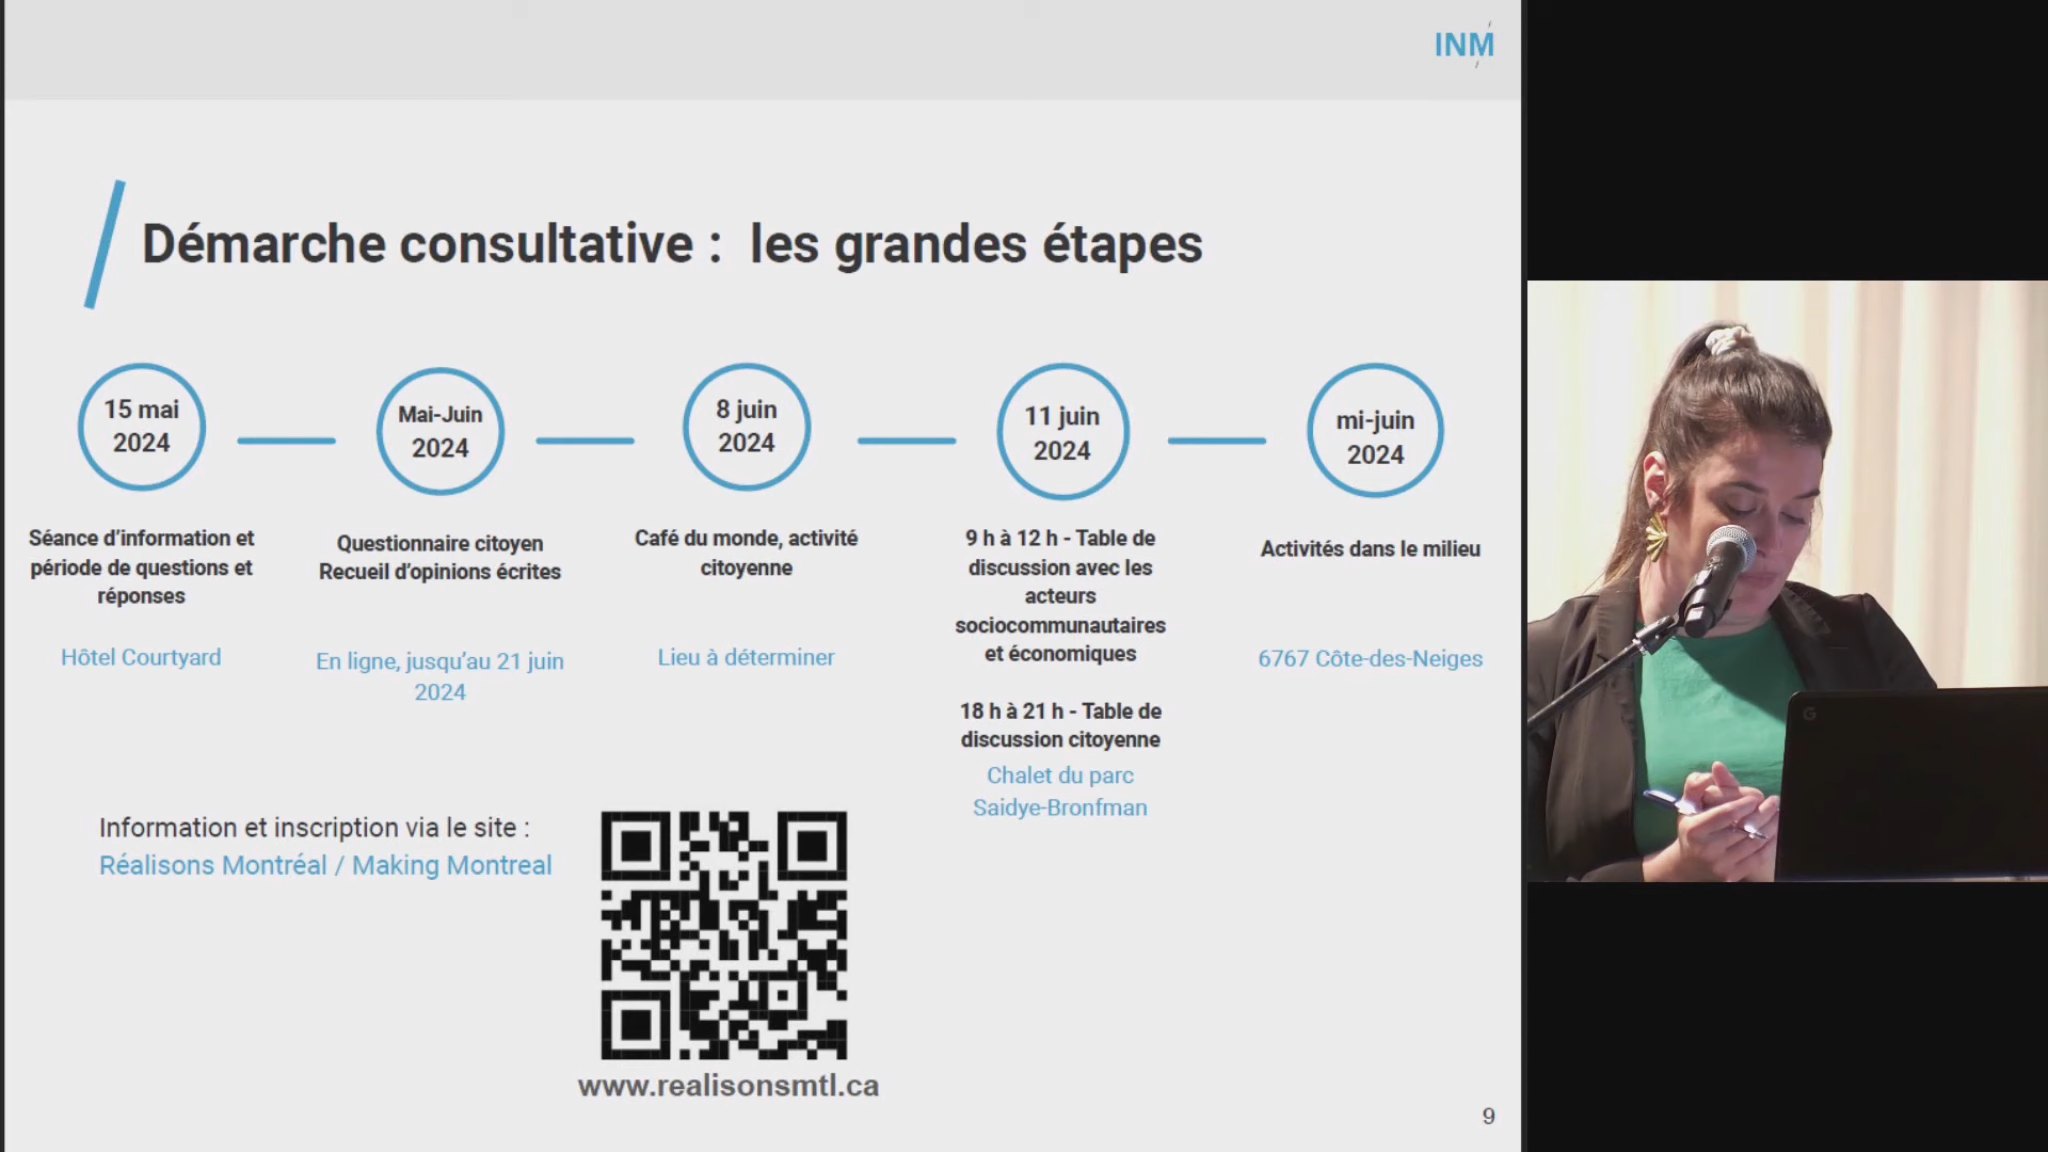 INM
Démarche consultative : les grandes étapes
15 mai
2024
Séance d'information et
période de questions et
réponses
Hôtel Courtyard
Mai-Juin
2024
Questionnaire citoyen
Recueil d'opinions écrites
En ligne, jusqu'au 21 juin
2024
8 juin
2024
Café du monde, activité
citoyenne
Lieu à déterminer
11 juin
2024
9 h à 12 h - Table de
discussion avec les
acteurs
sociocommunautaires
et économiques
18 h à 21 h - Table de
discussion citoyenne
Chalet du parc
Saidye-Bronfman
mi-juin
2024
Activités dans le milieu
6767 Côte-des-Neiges
Information et inscription via le site :
Réalisons Montréal / Making Montreal
www.realisonsmtl.ca
9
G